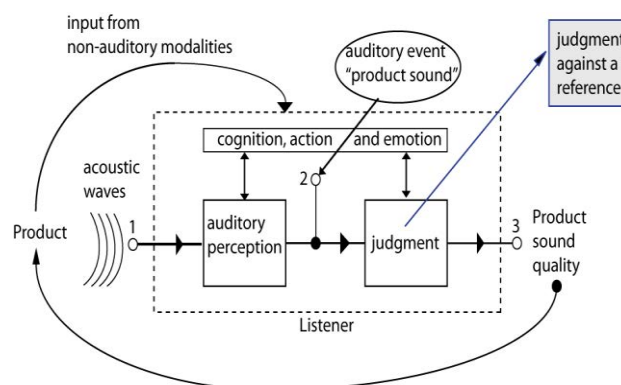 input from
non-auditory modalities
auditory event
"product sound"
judgment
against a
reference
cognition, action and emotion
acoustic
waves
2
1
3
Product
auditory
perception
judgment
Product
sound
quality
Listener